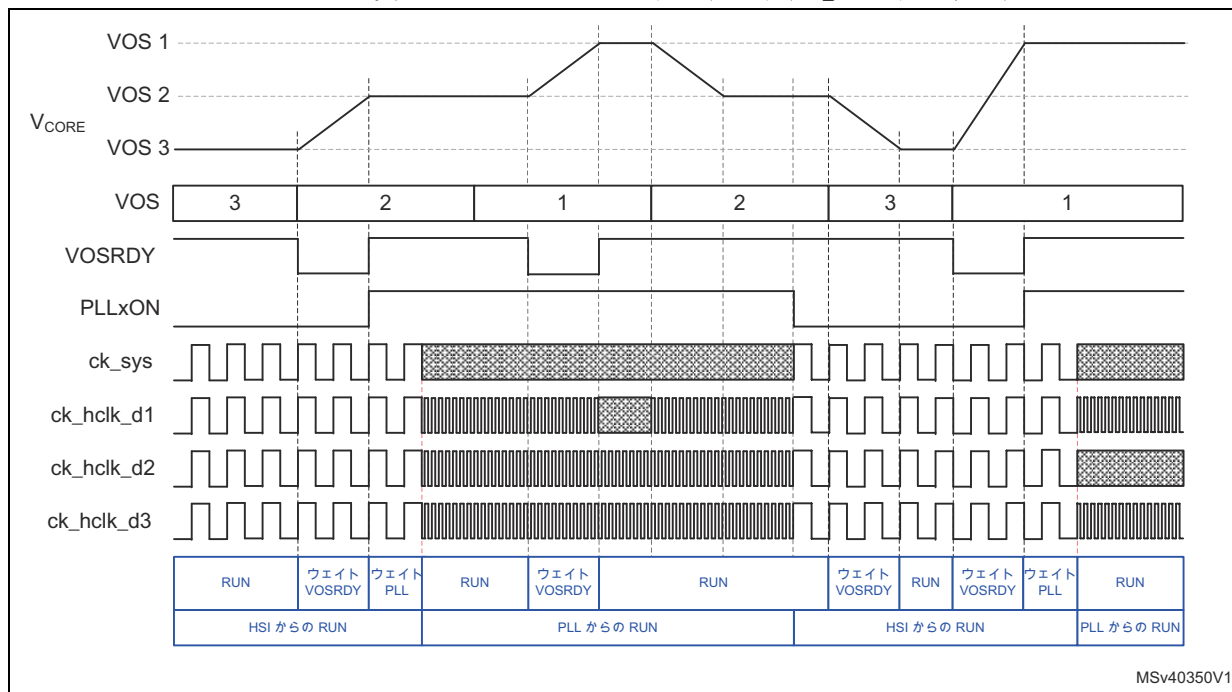 VOS 1
VOS 2
VCORE
VOS 3
VOS 3 2 1 2 3 1
VOSRDY
PLLxON
ck_sys
ck_hclk_d1
ck_hclk_d2
ck_hclk_d3
RUN ウェイト VOSRDY ウェイト PLL RUN ウェイト VOSRDY RUN ウェイト VOSRDY RUN ウェイト VOSRDY ウェイト PLL RUN
HSI からの RUN PLL からの RUN HSI からの RUN PLL からの RUN
MSv40350V1